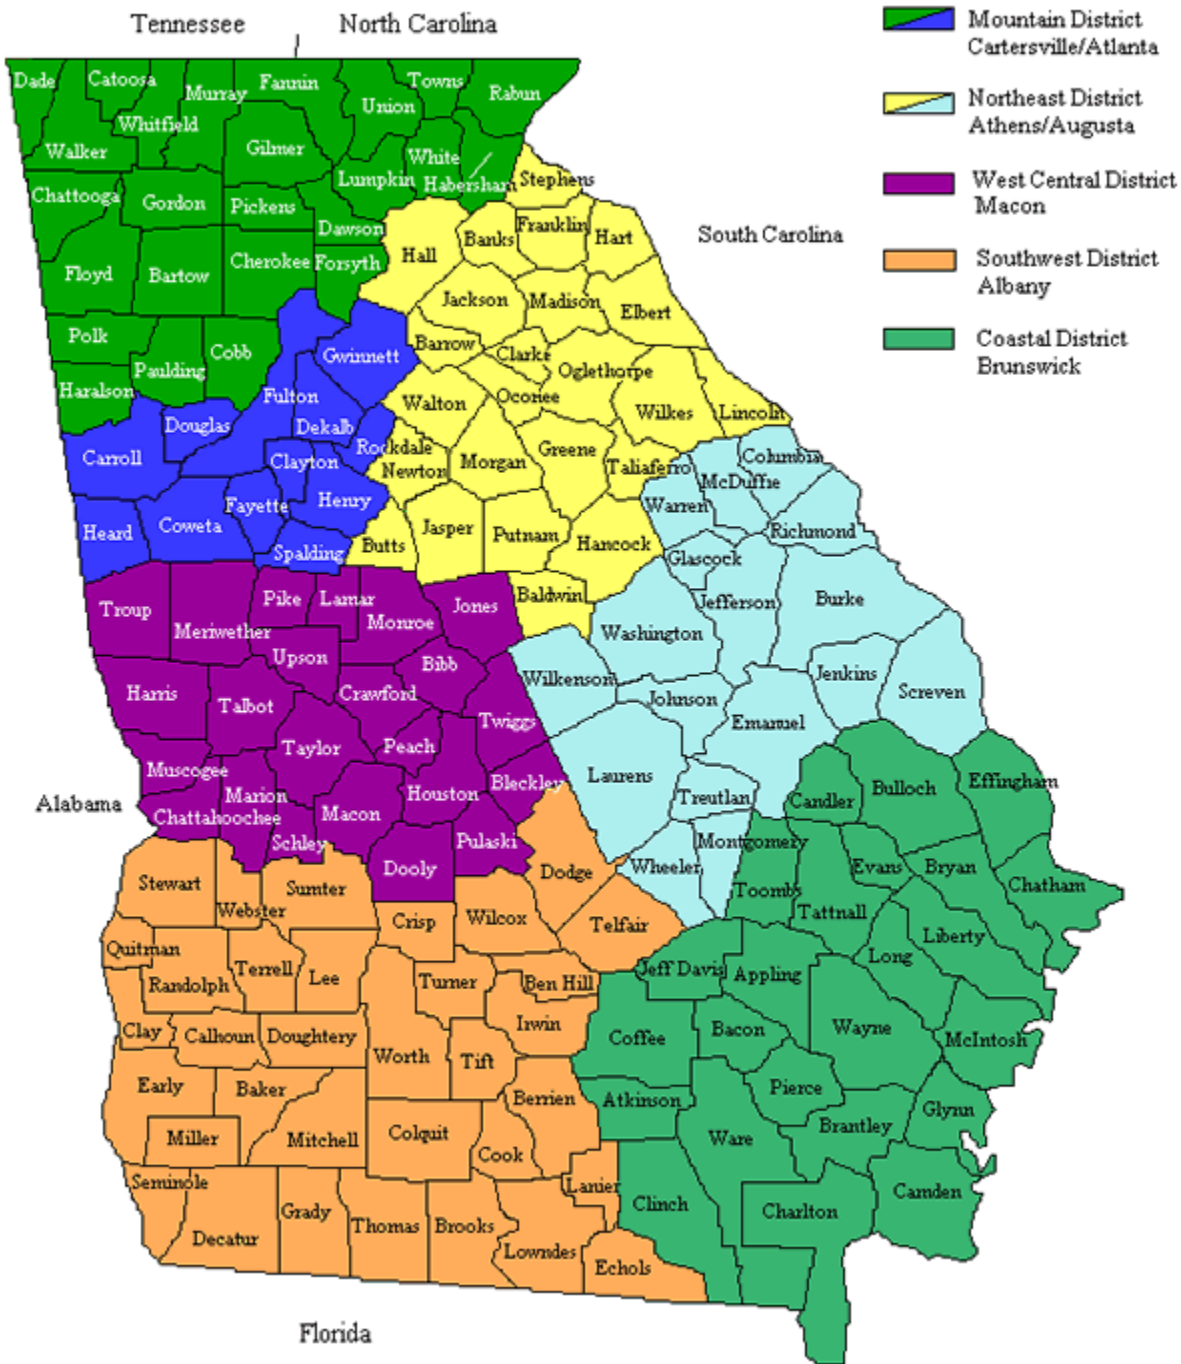 Tennessee
North Carolina
Mountain District
Cartersville/Atlanta
Northeast District
Athens/Augusta
West Central District
Macon
Southwest District
Albany
Coastal District
Brunswick
South Carolina
Alabama
Florida
Dade
Catoosa
Murray
Fannin
Union
Towns
Rabun
Whitfield
Walker
Gilmer
White
Lumpkin
Habersham
Stephens
Chattooga
Gordon
Pickens
Dawson
Hall
Banks
Franklin
Hart
Floyd
Bartow
Cherokee
Forsyth
Jackson
Madison
Elbert
Polk
Cobb
Gwinnett
Barrow
Clarke
Oglethorpe
Paulding
Haralson
Fulton
Walton
Oconee
Wilkes
Lincoln
Douglas
Dekalb
Carroll
Clayton
Rockdale
Newton
Morgan
Greene
Taliaferro
Columbia
McDuffie
Heard
Coweta
Fayette
Henry
Warren
Richmond
Spalding
Butts
Jasper
Putnam
Hancock
Glascock
Troup
Meriwether
Pike
Lamar
Monroe
Jones
Baldwin
Jefferson
Burke
Upson
Bibb
Washington
Wilkenson
Jenkins
Screven
Harris
Talbot
Crawford
Johnson
Emanuel
Twiggs
Taylor
Peach
Muscogee
Marion
Houston
Bleckley
Laurens
Treutlan
Candler
Bulloch
Effingham
Chattahoochee
Macon
Schley
Pulaski
Dooly
Montgomery
Wheeler
Evans
Bryan
Chatham
Stewart
Webster
Sumter
Dodge
Toombs
Tattnall
Crisp
Wilcox
Telfair
Liberty
Long
Quitman
Randolph
Terrell
Lee
Turner
Ben Hill
Jeff Davis
Appling
Clay
Calhoun
Doughtery
Irwin
Coffee
Bacon
Wayne
McIntosh
Worth
Tift
Early
Baker
Berrien
Atkinson
Pierce
Glynn
Miller
Mitchell
Colquit
Cook
Ware
Brantley
Seminole
Lanier
Clinch
Charlton
Camden
Decatur
Grady
Thomas
Brooks
Lowndes
Echols